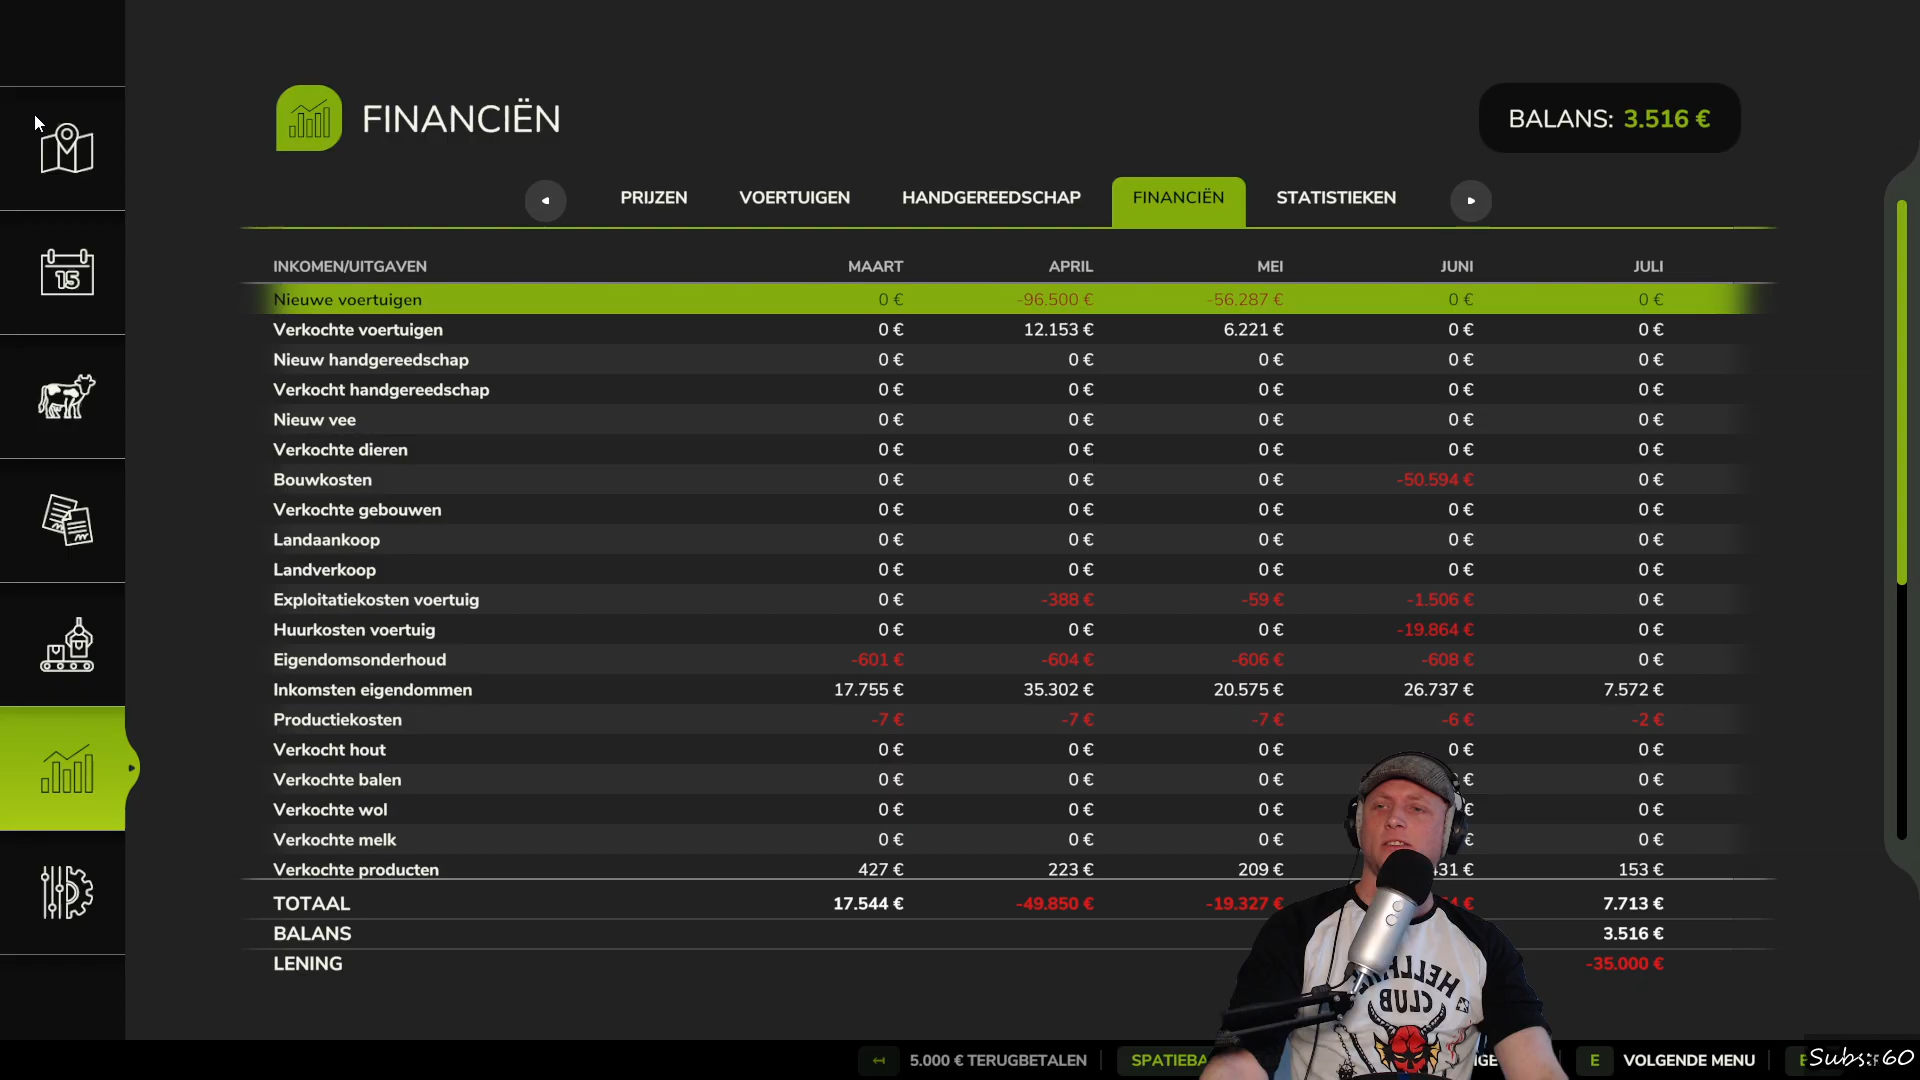 FINANCIËN
BALANS: 3.516 €
PRIJZEN VOERTUIGEN HANDGEREEDSCHAP FINANCIËN STATISTIEKEN
INKOMEN/UITGAVEN MAART APRIL MEI JUNI JULI
Nieuwe voertuigen 0 € -96.500 € -56.287 € 0 € 0 €
Verkochte voertuigen 0 € 12.153 € 6.221 € 0 € 0 €
Nieuw handgereedschap 0 € 0 € 0 € 0 € 0 €
Verkocht handgereedschap 0 € 0 € 0 € 0 € 0 €
Nieuw vee 0 € 0 € 0 € 0 € 0 €
Verkochte dieren 0 € 0 € 0 € 0 € 0 €
Bouwkosten 0 € 0 € 0 € -50.594 € 0 €
Verkochte gebouwen 0 € 0 € 0 € 0 € 0 €
Landaankoop 0 € 0 € 0 € 0 € 0 €
Landverkoop 0 € 0 € 0 € 0 € 0 €
Exploitatiekosten voertuig 0 € -388 € -59 € -1.506 € 0 €
Huurkosten voertuig 0 € 0 € 0 € -19.864 € 0 €
Eigendomsonderhoud -601 € -604 € -606 € -608 € 0 €
Inkomsten eigendommen 17.755 € 35.302 € 20.575 € 26.737 € 7.572 €
Productiekosten -7 € -7 € -7 € -6 € -2 €
Verkocht hout 0 € 0 € 0 € 0 € 0 €
Verkochte balen 0 € 0 € 0 € € 0 €
Verkochte wol 0 € 0 € 0 € € 0 €
Verkochte melk 0 € 0 € 0 € € 0 €
Verkochte producten 427 € 223 € 209 € 31 € 153 €
TOTAAL 17.544 € -49.850 € -19.327 € € 7.713 €
BALANS 3.516 €
LENING -35.000 €
15
HELLH
CLUB
5.000 € TERUGBETALEN SPATIEBA E VOLGENDE MENU
Subs: 60